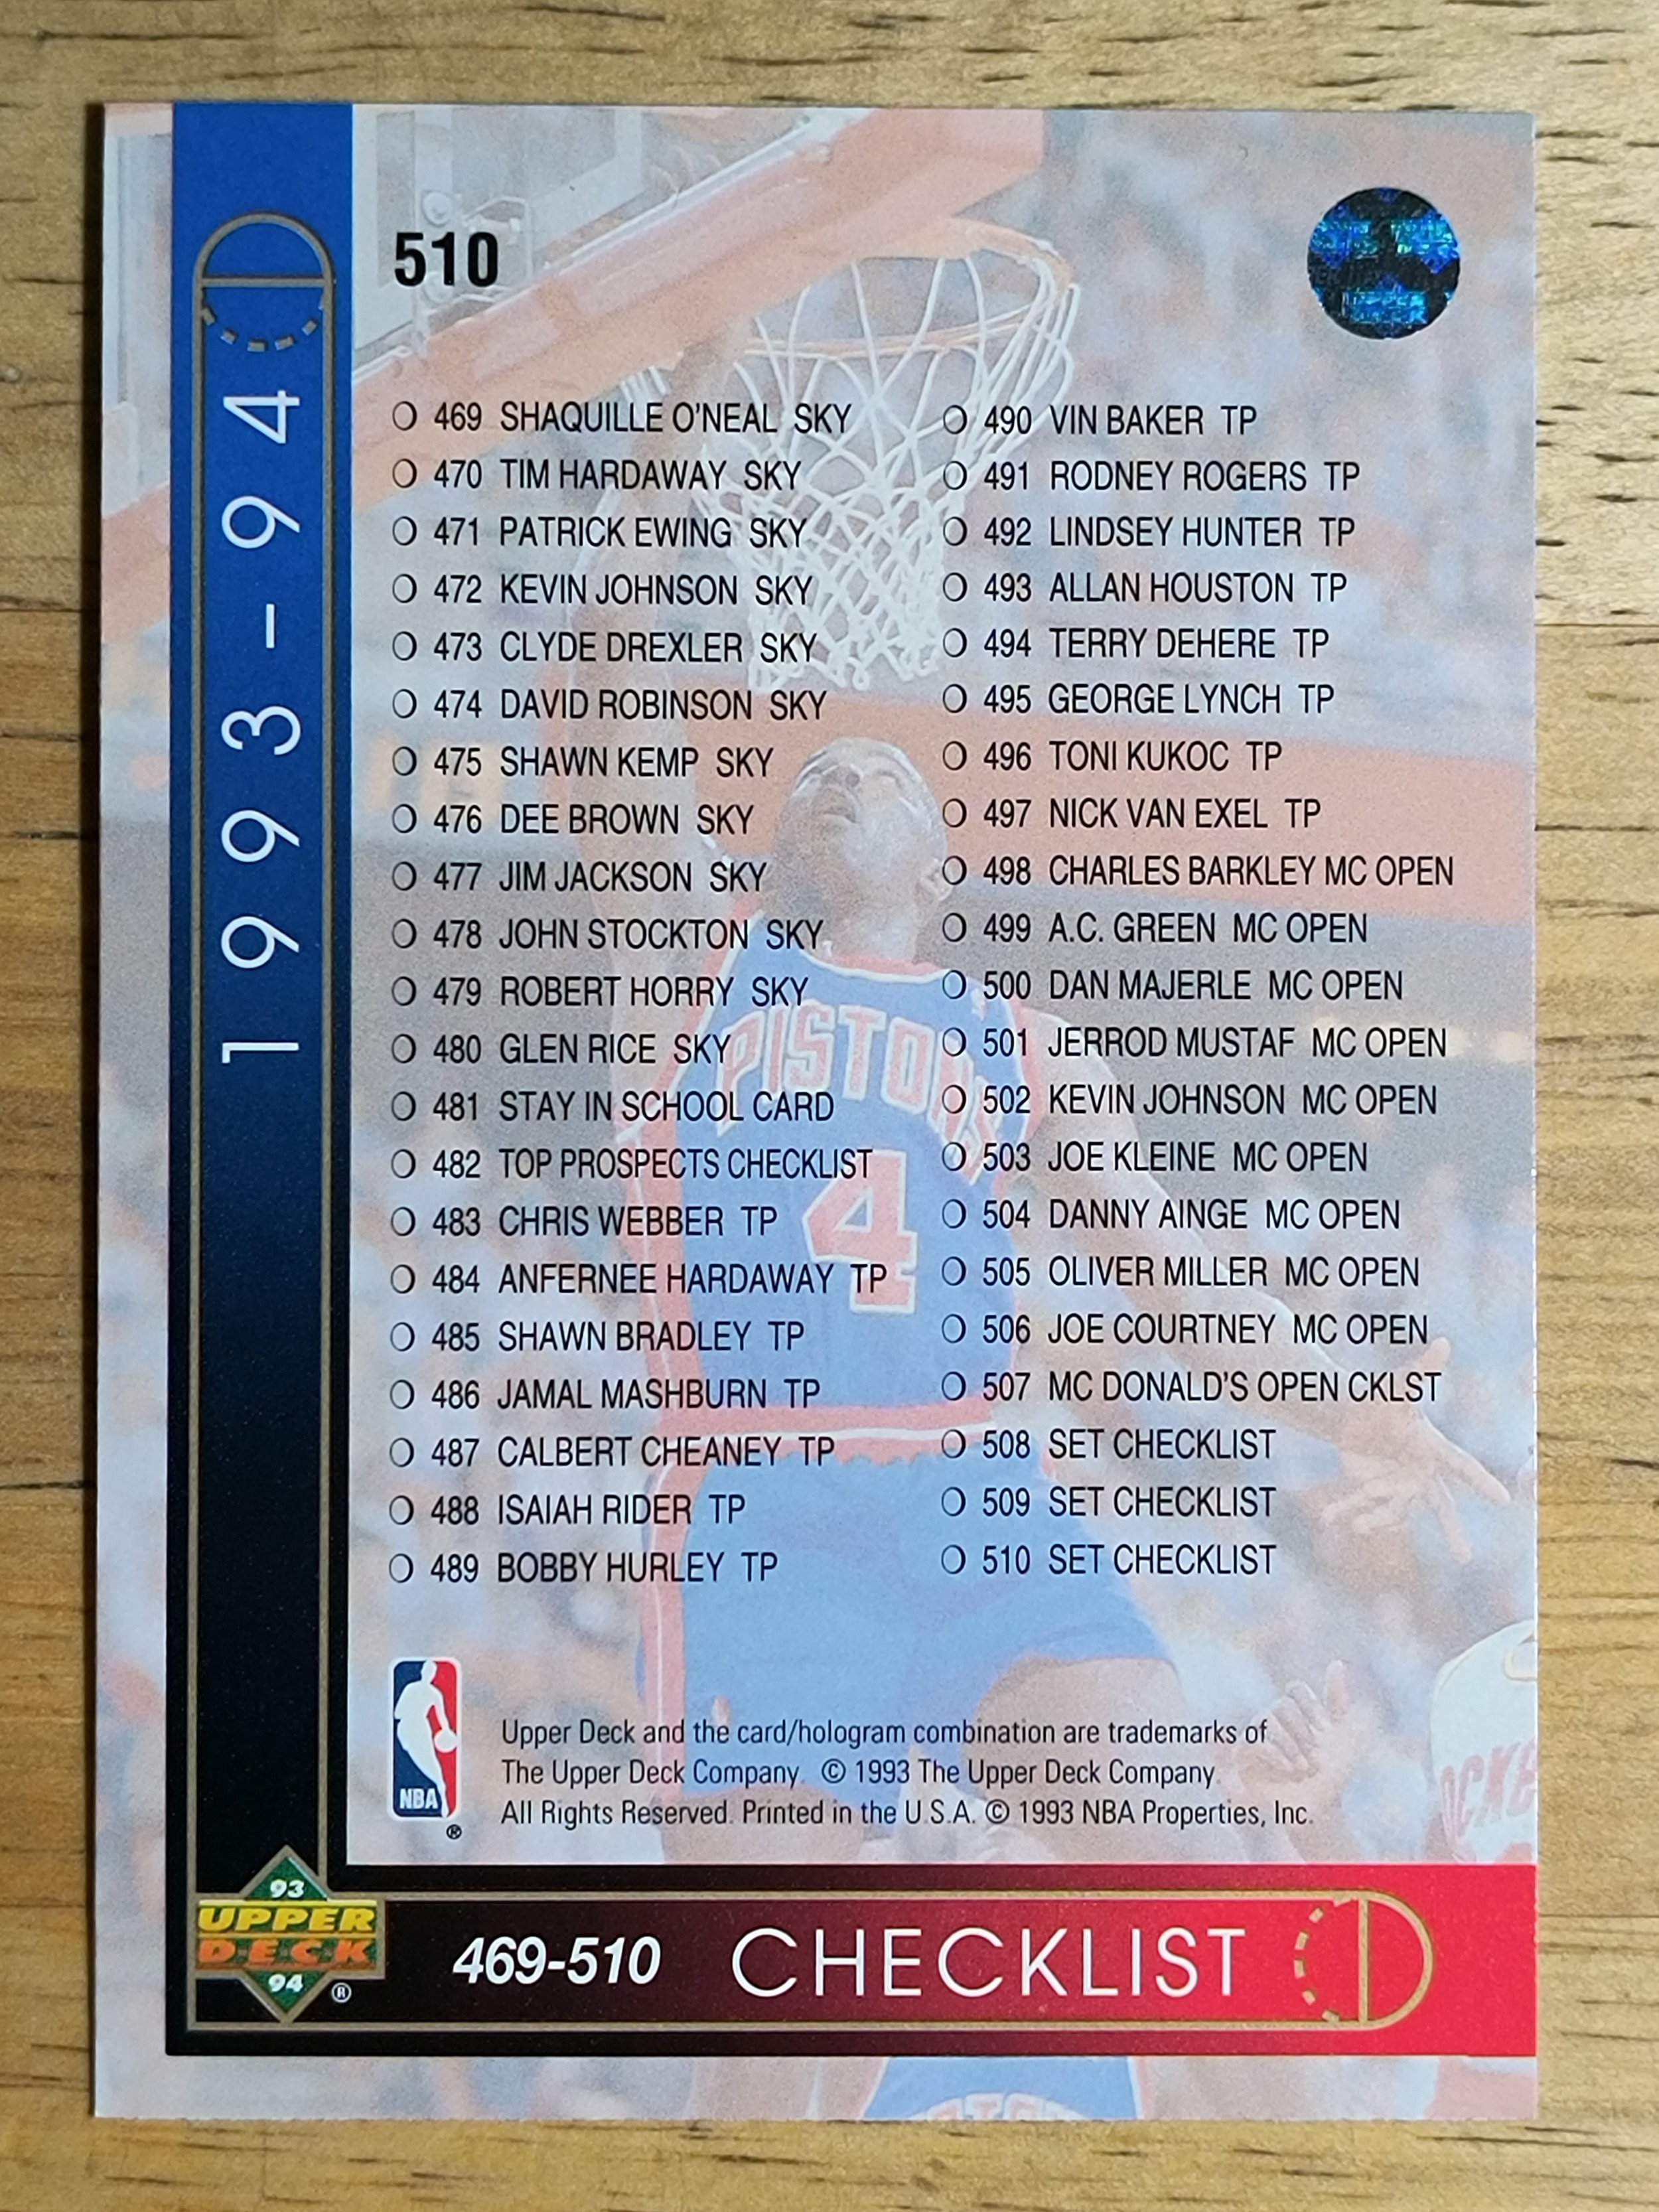 510
1993-94
469 SHAQUILLE O'NEAL SKY
470 TIM HARDAWAY SKY
471 PATRICK EWING SKY
472 KEVIN JOHNSON SKY
473 CLYDE DREXLER SKY
474 DAVID ROBINSON SKY
475 SHAWN KEMP SKY
476 DEE BROWN SKY
477 JIM JACKSON SKY
478 JOHN STOCKTON SKY
479 ROBERT HORRY SKY
480 GLEN RICE SKY
481 STAY IN SCHOOL CARD
482 TOP PROSPECTS CHECKLIST
483 CHRIS WEBBER TP
484 ANFERNEE HARDAWAY TP
485 SHAWN BRADLEY TP
486 JAMAL MASHBURN TP
487 CALBERT CHEANEY TP
488 ISAIAH RIDER TP
489 BOBBY HURLEY TP
490 VIN BAKER TP
491 RODNEY ROGERS TP
492 LINDSEY HUNTER TP
493 ALLAN HOUSTON TP
494 TERRY DEHERE TP
495 GEORGE LYNCH TP
496 TONI KUKOC TP
497 NICK VAN EXEL TP
498 CHARLES BARKLEY MC OPEN
499 A.C. GREEN MC OPEN
500 DAN MAJERLE MC OPEN
501 JERROD MUSTAF MC OPEN
502 KEVIN JOHNSON MC OPEN
503 JOE KLEINE MC OPEN
504 DANNY AINGE MC OPEN
505 OLIVER MILLER MC OPEN
506 JOE COURTNEY MC OPEN
507 MC DONALD'S OPEN CKLST
508 SET CHECKLIST
509 SET CHECKLIST
510 SET CHECKLIST
PISTONS
4
NBA
®
Upper Deck and the card/hologram combination are trademarks of
The Upper Deck Company. © 1993 The Upper Deck Company.
All Rights Reserved. Printed in the U.S.A. © 1993 NBA Properties, Inc.
93
UPPER
DECK
94 ®
469-510 CHECKLIST